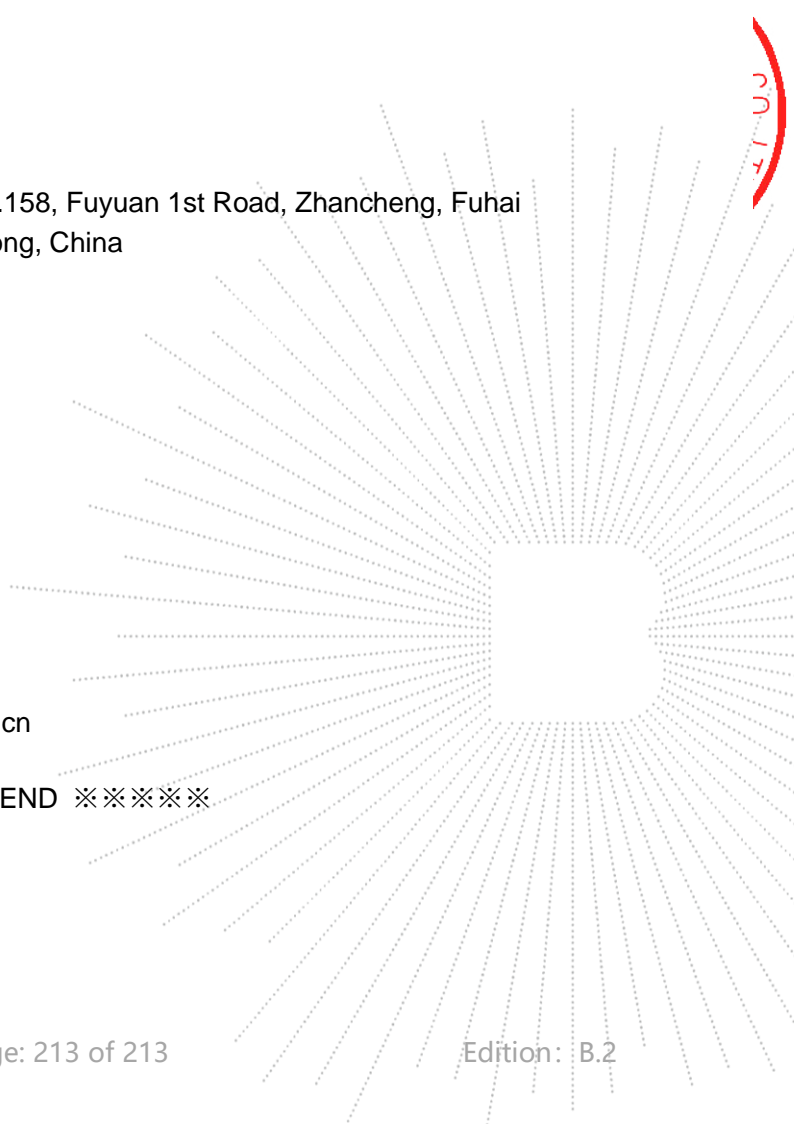 .158, Fuyuan 1st Road, Zhancheng, Fuhai
ong, China
cn
END ※※※※※
e: 213 of 213 Edition: B.2